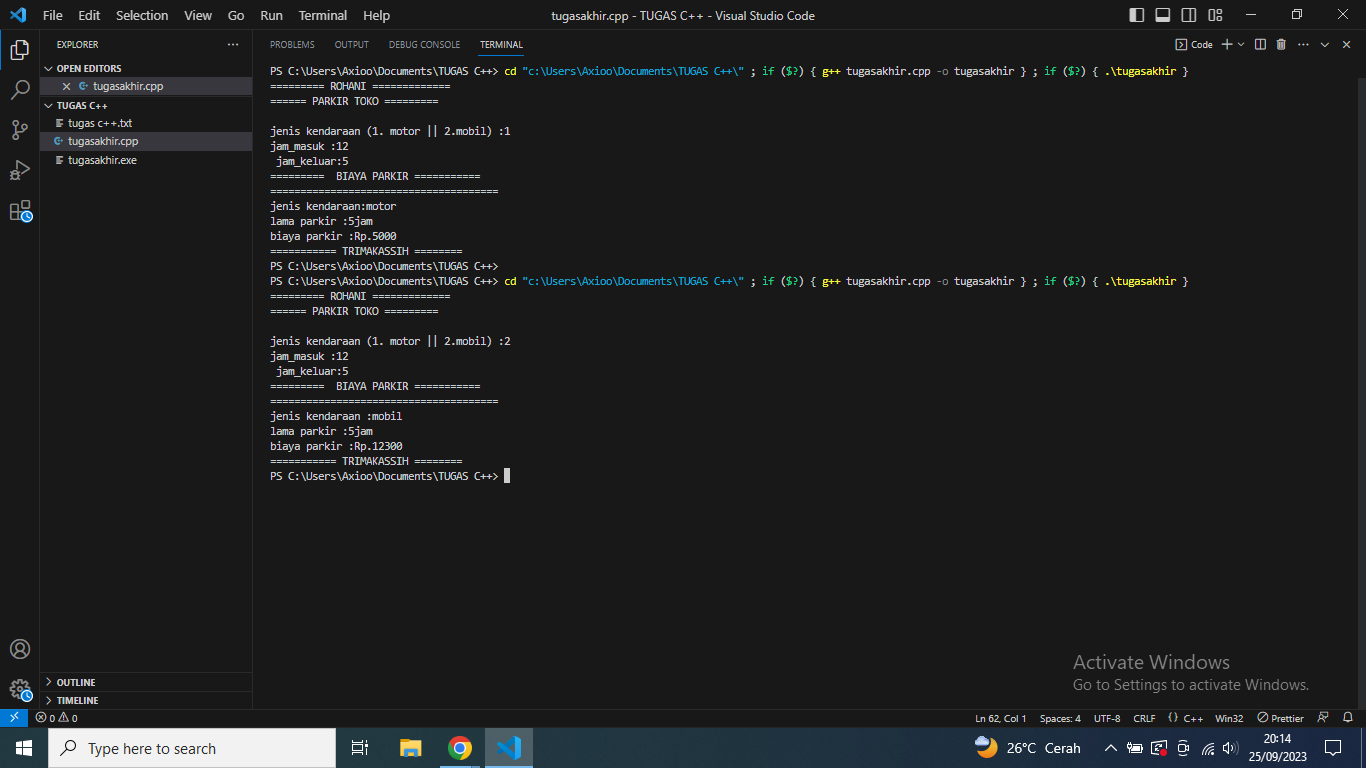 File Edit Selection View Go Run Terminal Help
tugasakhir.cpp - TUGAS C++ - Visual Studio Code
EXPLORER
OPEN EDITORS
tugasakhir.cpp
TUGAS C++
tugas c++.txt
tugasakhir.cpp
tugasakhir.exe
OUTLINE
TIMELINE
PROBLEMS OUTPUT DEBUG CONSOLE TERMINAL
Code
PS C:\Users\Axioo\Documents\TUGAS C++> cd "c:\Users\Axioo\Documents\TUGAS C++\" ; if ($?) { g++ tugasakhir.cpp -o tugasakhir } ; if ($?) { .\tugasakhir }
========= ROHANI =============
====== PARKIR TOKO =========
jenis kendaraan (1. motor || 2.mobil) :1
jam_masuk :12
jam_keluar:5
========= BIAYA PARKIR ===========
======================================
jenis kendaraan:motor
lama parkir :5jam
biaya parkir :Rp.5000
=========== TRIMAKASSIH ========
PS C:\Users\Axioo\Documents\TUGAS C++>
PS C:\Users\Axioo\Documents\TUGAS C++> cd "c:\Users\Axioo\Documents\TUGAS C++\" ; if ($?) { g++ tugasakhir.cpp -o tugasakhir } ; if ($?) { .\tugasakhir }
========= ROHANI =============
====== PARKIR TOKO =========
jenis kendaraan (1. motor || 2.mobil) :2
jam_masuk :12
jam_keluar:5
========= BIAYA PARKIR ===========
======================================
jenis kendaraan :mobil
lama parkir :5jam
biaya parkir :Rp.12300
=========== TRIMAKASSIH ========
PS C:\Users\Axioo\Documents\TUGAS C++>
Activate Windows
Go to Settings to activate Windows.
0 0
Ln 62, Col 1 Spaces: 4 UTF-8 CRLF {} C++ Win32 Prettier
Type here to search
26°C Cerah
20:14
25/09/2023